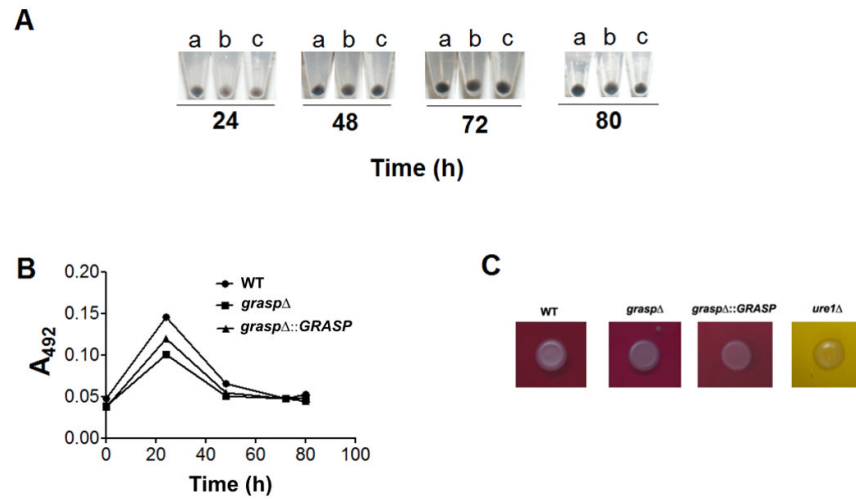 A
a b c a b c a b c a b c
24 48 72 80
Time (h)
B
0.20
0.15
0.10
0.05
0.00
A492
WT
graspΔ
graspΔ::GRASP
0 20 40 60 80 100
Time (h)
C
WT graspΔ graspΔ::GRASP ure1Δ